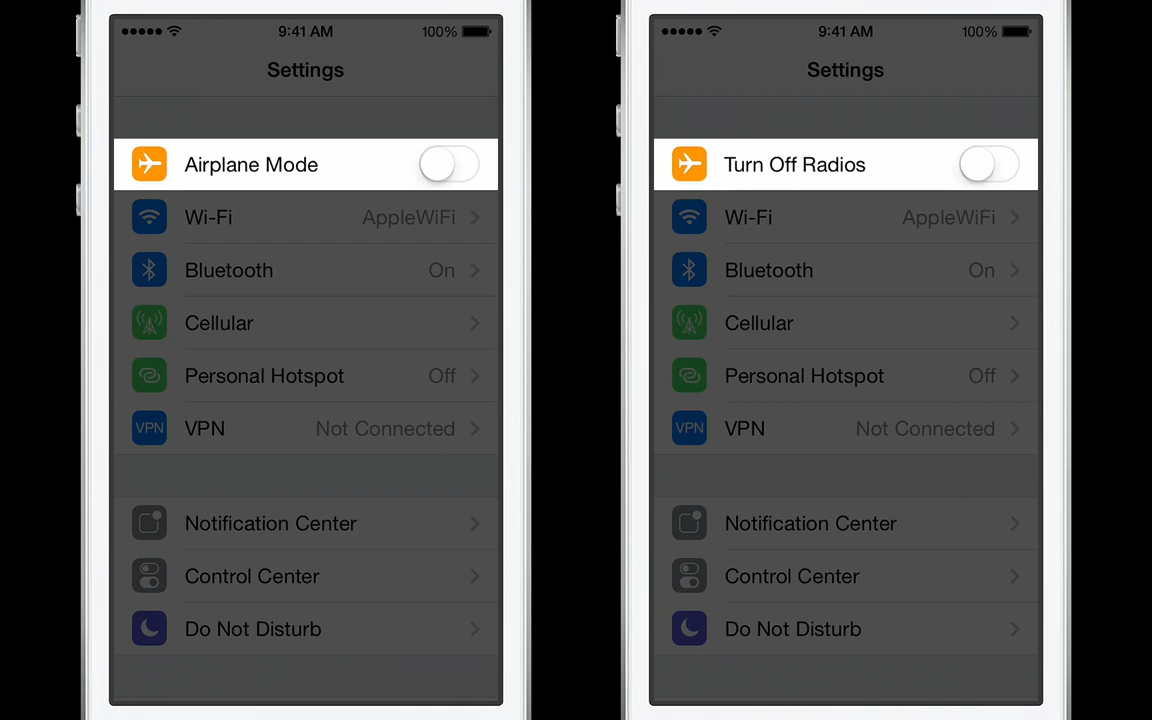 9:41 AM 100%
Settings
Airplane Mode
Wi-Fi AppleWiFi
Bluetooth On
Cellular
Personal Hotspot Off
VPN VPN Not Connected
Notification Center
Control Center
Do Not Disturb
9:41 AM 100%
Settings
Turn Off Radios
Wi-Fi AppleWiFi
Bluetooth On
Cellular
Personal Hotspot Off
VPN VPN Not Connected
Notification Center
Control Center
Do Not Disturb